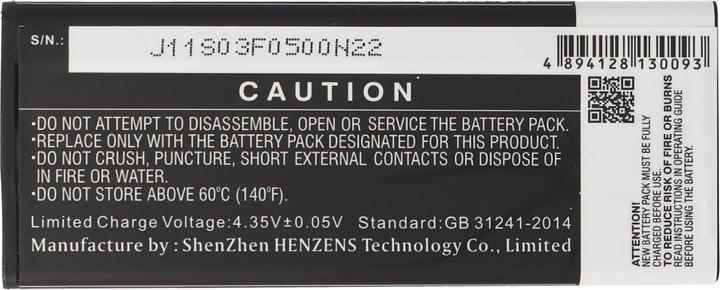 S/N.:
J11S03F0500N22
4 894128 130093
CAUTION
•DO NOT ATTEMPT TO DISASSEMBLE, OPEN OR SERVICE THE BATTERY PACK.
•REPLACE ONLY WITH THE BATTERY PACK DESIGNATED FOR THIS PRODUCT.
•DO NOT CRUSH, PUNCTURE, SHORT EXTERNAL CONTACTS OR DISPOSE OF
IN FIRE OR WATER.
•DO NOT STORE ABOVE 60°C (140°F).
Limited Charge Voltage:4.35V±0.05V Standard:GB 31241-2014
Manufacture by : ShenZhen HENZENS Technology Co., Limited
ATTENTION!!
NEW BATTERY PACK MUST BE FULLY
CHARGED BEFORE USE.
TO REDUCE RISK OF FIRE OR BURNS
READ INSTRUCTIONS IN OPERATING GUIDE
BEFORE USING THE BATTERY.